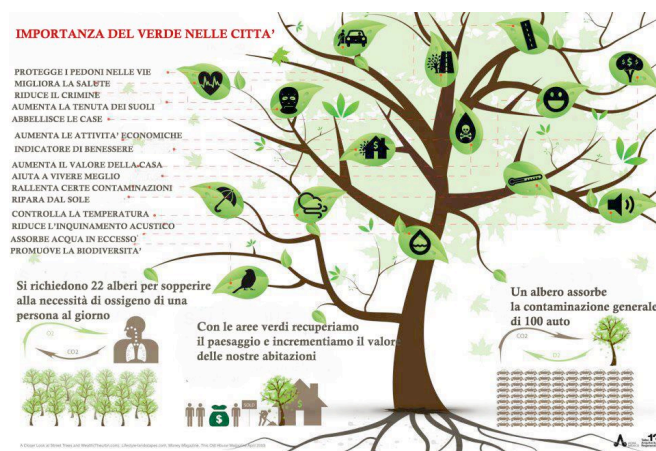 IMPORTANZA DEL VERDE NELLE CITTA'
PROTEGGE I PEDONI NELLE VIE
MIGLIORA LA SALUTE
RIDUCE IL CRIMINE
AUMENTA LA TENUTA DEI SUOLI
ABBELLISCE LE CASE
AUMENTA LE ATTIVITA' ECONOMICHE
INDICATORE DI BENESSERE
AUMENTA IL VALORE DELLA CASA
AIUTA A VIVERE MEGLIO
RALLENTA CERTE CONTAMINAZIONI
RIPARA DAL SOLE
CONTROLLA LA TEMPERATURA
RIDUCE L'INQUINAMENTO ACUSTICO
ASSORBE ACQUA IN ECCESSO
PROMUOVE LA BIODIVERSITA'
Si richiedono 22 alberi per sopperire
alla necessità di ossigeno di una
persona al giorno
O2
CO2
Con le aree verdi recuperiamo
il paesaggio e incrementiamo il valore
delle nostre abitazioni
SALE
$
Un albero assorbe
la contaminazione generale
di 100 auto
CO2
$ $ $
$